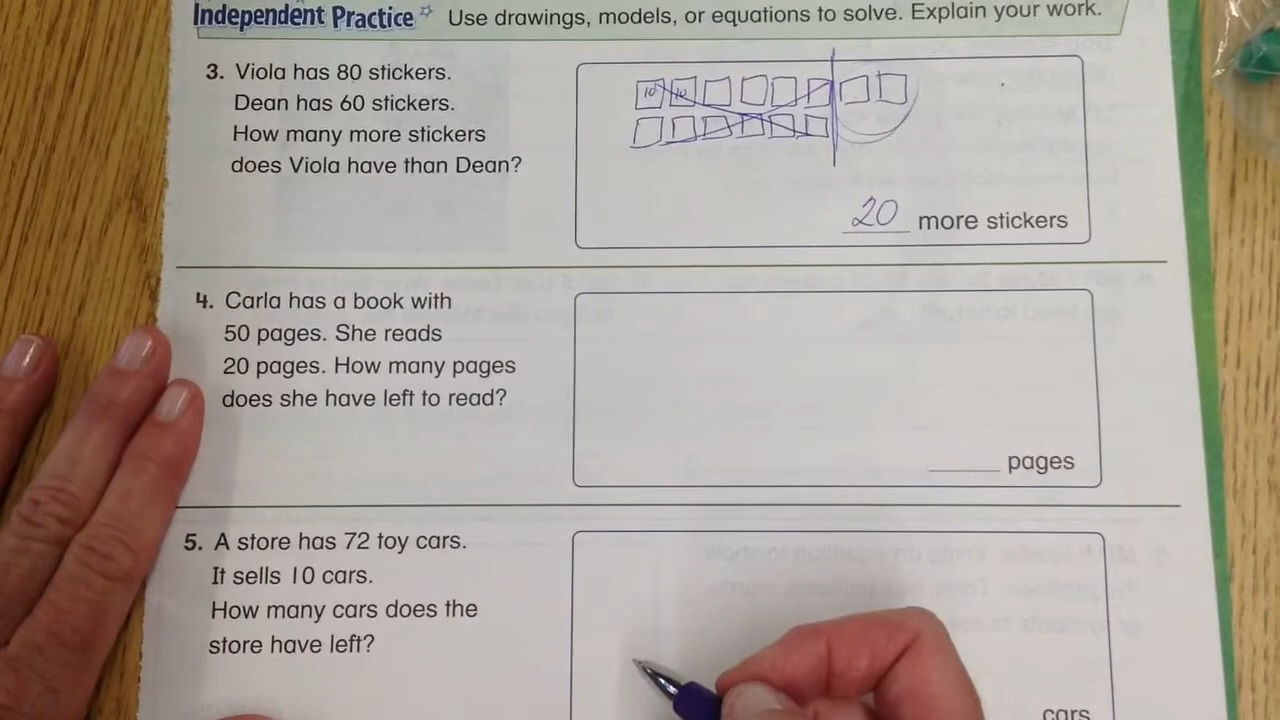 Independent Practice Use drawings, models, or equations to solve. Explain your work.
3. Viola has 80 stickers.
Dean has 60 stickers.
How many more stickers
does Viola have than Dean?
10 10
20 more stickers
4. Carla has a book with
50 pages. She reads
20 pages. How many pages
does she have left to read?
pages
5. A store has 72 toy cars.
It sells 10 cars.
How many cars does the
store have left?
cars